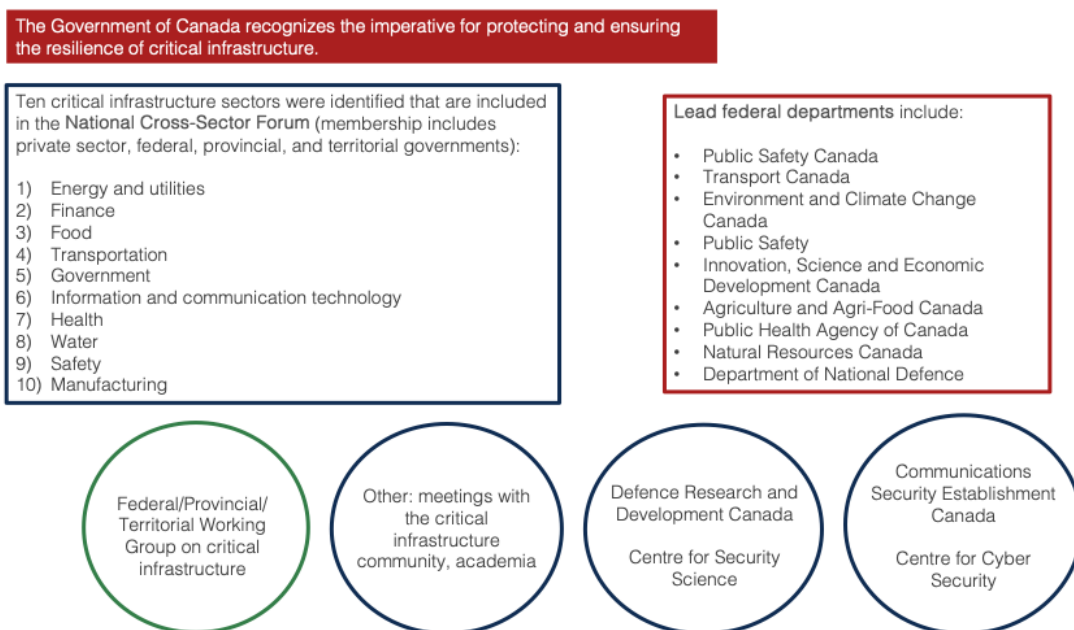 The Government of Canada recognizes the imperative for protecting and ensuring
the resilience of critical infrastructure.
Ten critical infrastructure sectors were identified that are included
in the National Cross-Sector Forum (membership includes
private sector, federal, provincial, and territorial governments):
1) Energy and utilities
2) Finance
3) Food
4) Transportation
5) Government
6) Information and communication technology
7) Health
8) Water
9) Safety
10) Manufacturing
Lead federal departments include:
• Public Safety Canada
• Transport Canada
• Environment and Climate Change
Canada
• Public Safety
• Innovation, Science and Economic
Development Canada
• Agriculture and Agri-Food Canada
• Public Health Agency of Canada
• Natural Resources Canada
• Department of National Defence
Federal/Provincial/
Territorial Working
Group on critical
infrastructure
Other: meetings with
the critical
infrastructure
community, academia
Defence Research and
Development Canada
Centre for Security
Science
Communications
Security Establishment
Canada
Centre for Cyber
Security